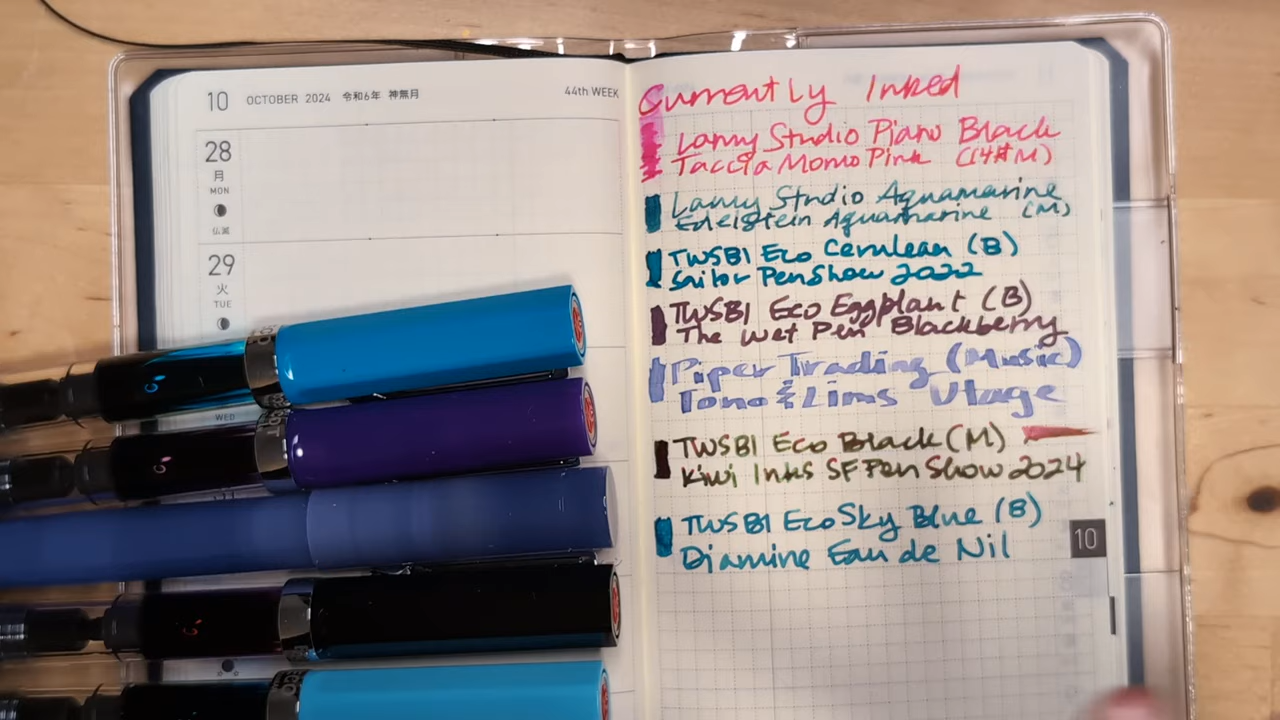 10 OCTOBER 2024 令和6年 神無月 44th WEEK
28
月
MON
仏滅
29
火
TUE
WED
Currently Inked
Lamy Studio Piano Black
Taccia Momo Pink (14K M)
Lamy Studio Aquamarine
Edelstein Aquamarine (M)
TWSBI Eco Cerulean (B)
Sailor Pen Show 2022
TWSBI Eco Eggplant (B)
The Wet Pen Blackberry
Piper Trading (Music)
Tono & Lims Utage
TWSBI Eco Black (M)
Kiwi Inks SF Pen Show 2024
TWSBI Eco Sky Blue (B)
Diamine Eau de Nil
10